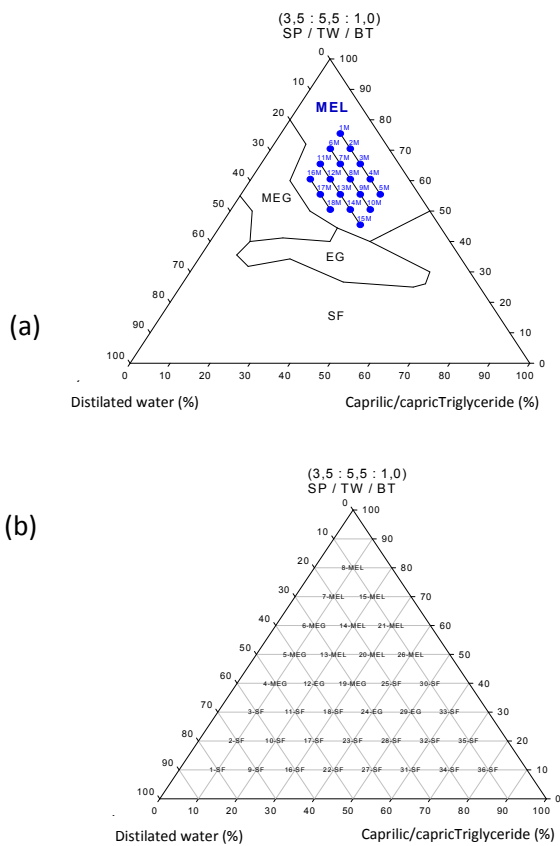 (3,5 : 5,5 : 1,0)
SP / TW / BT
0 100
10 90
MEL
20 80
1M
6M 2M
30 70
11M 7M 3M
16M 12M 8M 4M
40 60
17M 13M 9M 5M
MEG
18M 14M 10M
50 50
15M
60 40
EG
70 30
80 20
SF
(a)
90 10
100 0
0 10 20 30 40 50 60 70 80 90 100
Distilated water (%) Caprilic/capricTriglyceride (%)
(b)
(3,5 : 5,5 : 1,0)
SP / TW / BT
0 100
10 90
20 80
8-MEL
30 70
7-MEL 15-MEL
40 60
6-MEG 14-MEL 21-MEL
50 50
5-MEG 13-MEL 20-MEL 26-MEL
60 40
4-MEG 12-EG 19-MEG 25-SF 30-SF
70 30
3-SF 11-SF 18-SF 24-EG 29-EG 33-SF
80 20
2-SF 10-SF 17-SF 23-SF 28-SF 32-SF 35-SF
90 10
1-SF 9-SF 16-SF 22-SF 27-SF 31-SF 34-SF 36-SF
100 0
0 10 20 30 40 50 60 70 80 90 100
Distilated water (%) Caprilic/capricTriglyceride (%)